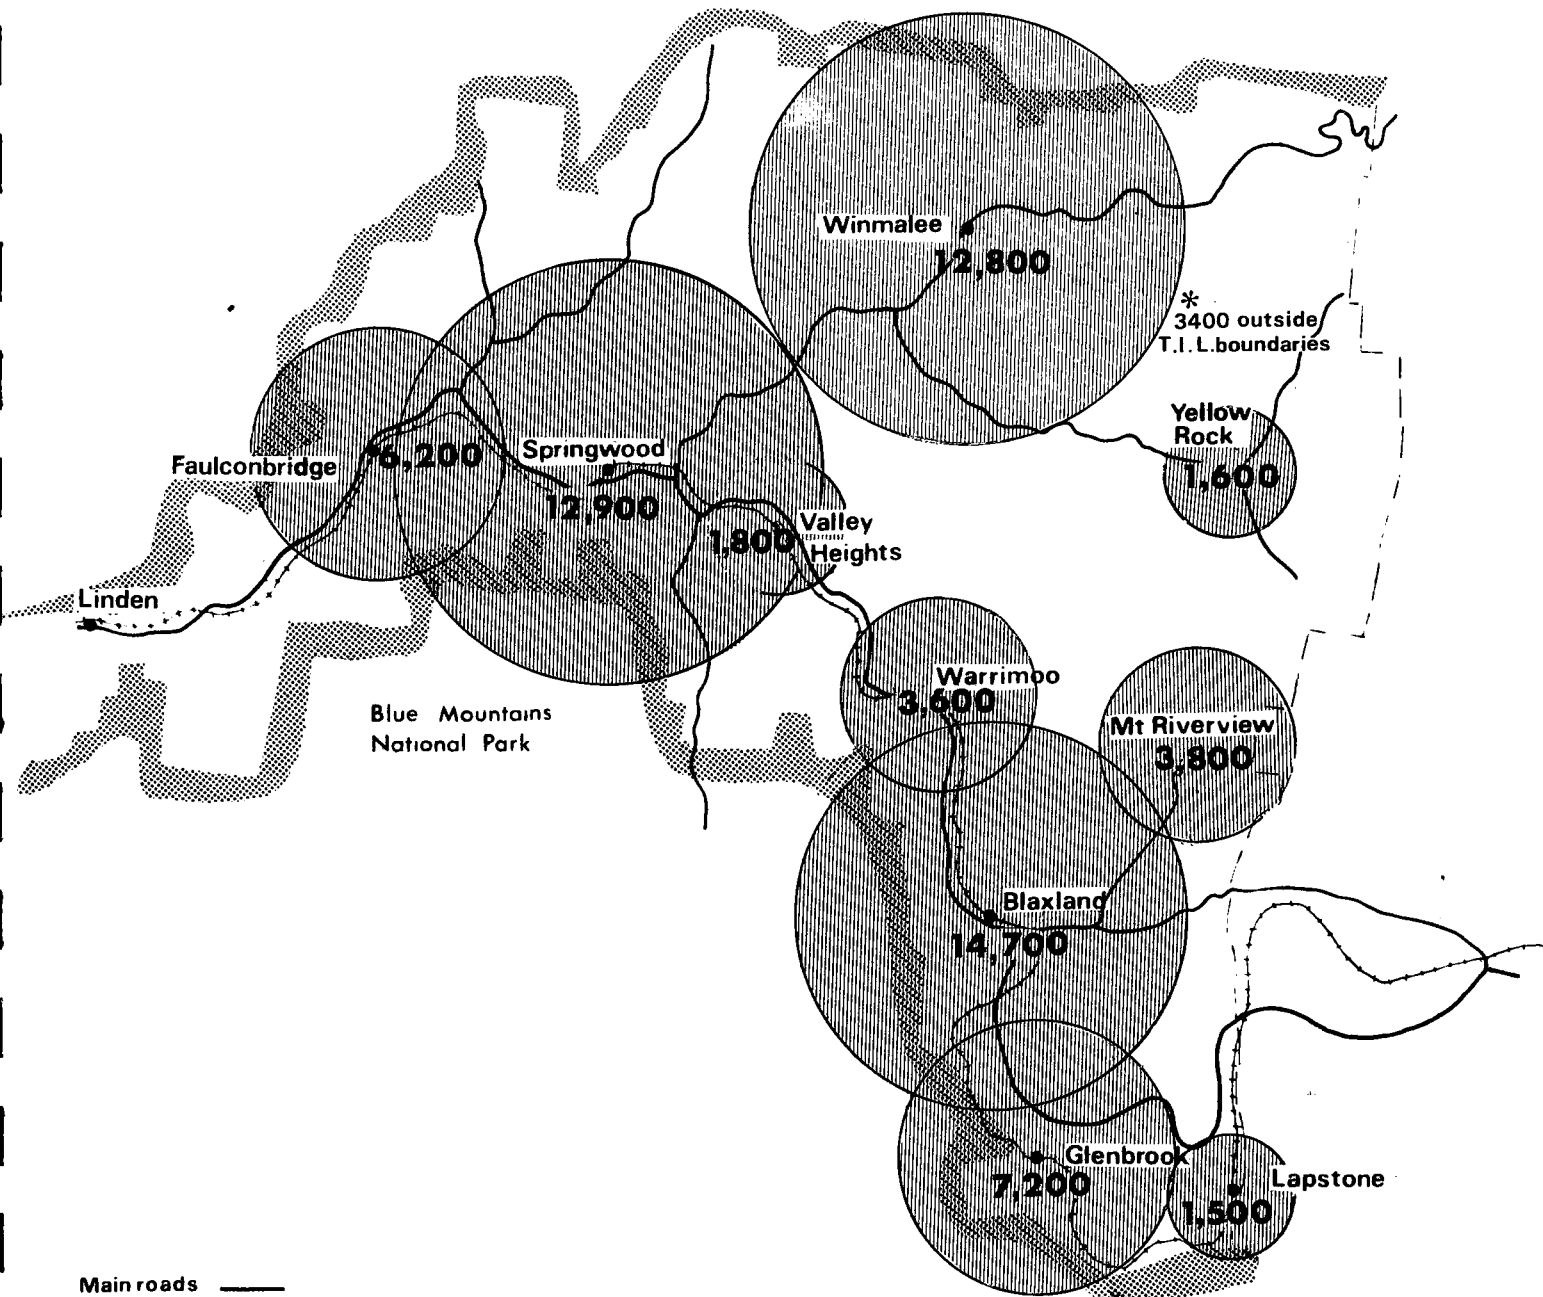 Winmalee
12,800
*
3400 outside
T.I.L.boundaries
Yellow
Rock
1,600
Faulconbridge
6,200
Springwood
12,900
Valley
Heights
1,800
Linden
Warrimoo
3,600
Blue Mountains
National Park
Mt Riverview
3,800
Blaxland
14,700
Glenbrook
7,200
Lapstone
1,500
Main roads